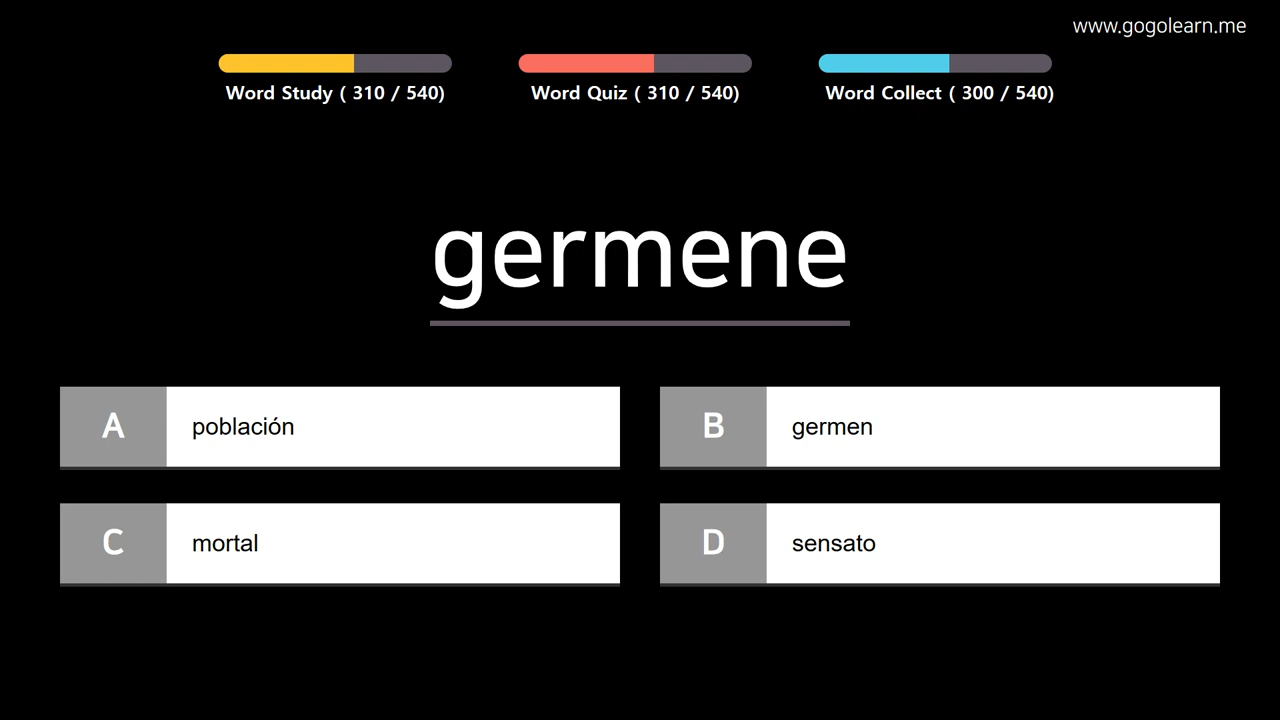 www.gogolearn.me
Word Study ( 310 / 540)
Word Quiz ( 310 / 540)
Word Collect ( 300 / 540)
germene
A población
B germen
C mortal
D sensato